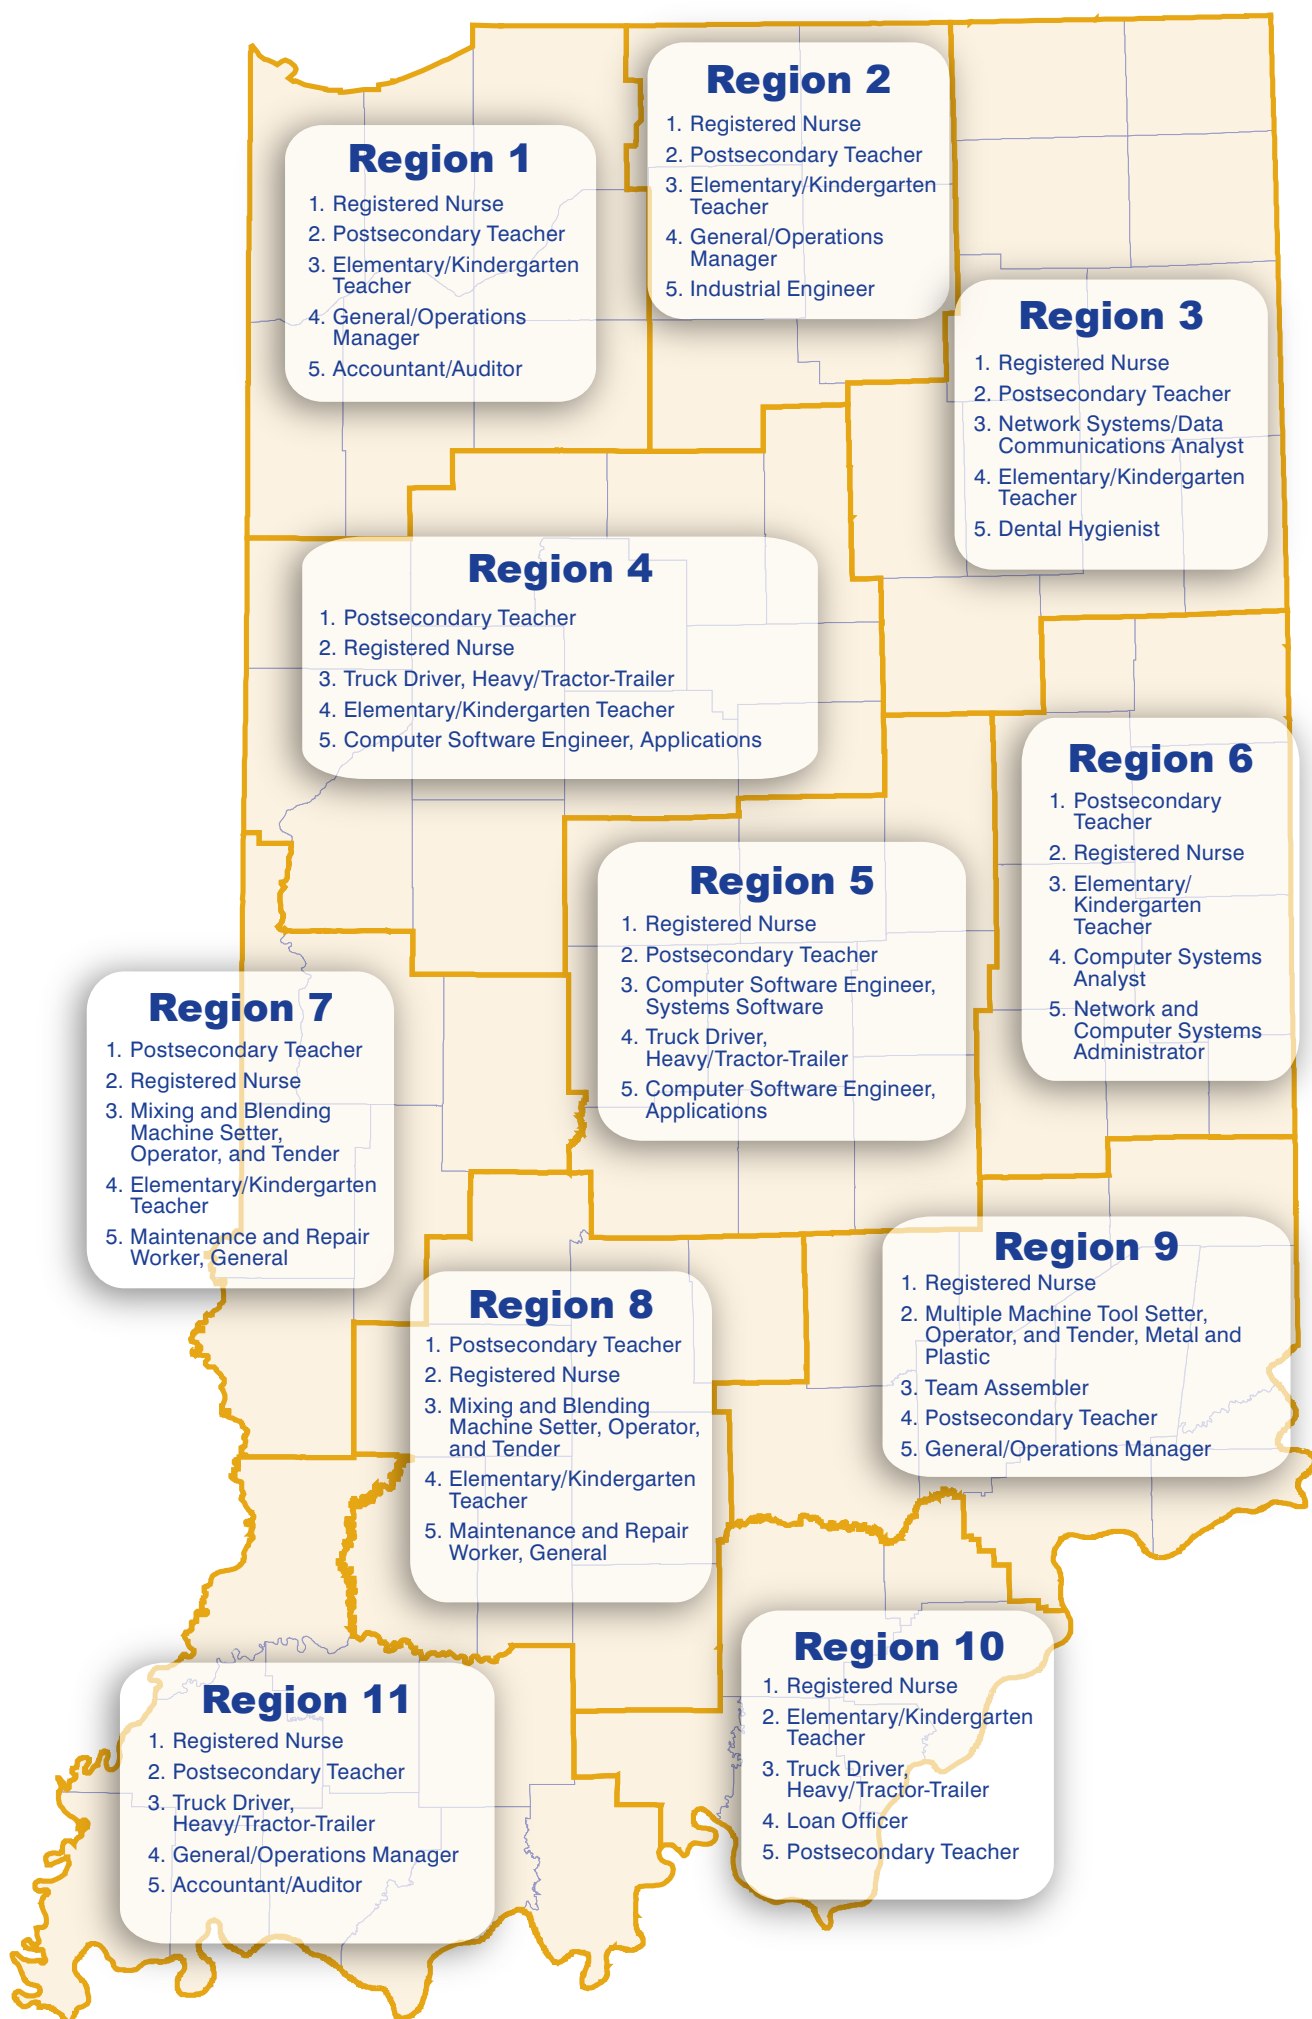 Region 1
1. Registered Nurse
2. Postsecondary Teacher
3. Elementary/Kindergarten
Teacher
4. General/Operations
Manager
5. Accountant/Auditor
Region 2
1. Registered Nurse
2. Postsecondary Teacher
3. Elementary/Kindergarten
Teacher
4. General/Operations
Manager
5. Industrial Engineer
Region 3
1. Registered Nurse
2. Postsecondary Teacher
3. Network Systems/Data
Communications Analyst
4. Elementary/Kindergarten
Teacher
5. Dental Hygienist
Region 4
1. Postsecondary Teacher
2. Registered Nurse
3. Truck Driver, Heavy/Tractor-Trailer
4. Elementary/Kindergarten Teacher
5. Computer Software Engineer, Applications
Region 5
1. Registered Nurse
2. Postsecondary Teacher
3. Computer Software Engineer,
Systems Software
4. Truck Driver,
Heavy/Tractor-Trailer
5. Computer Software Engineer,
Applications
Region 6
1. Postsecondary
Teacher
2. Registered Nurse
3. Elementary/
Kindergarten
Teacher
4. Computer Systems
Analyst
5. Network and
Computer Systems
Administrator
Region 7
1. Postsecondary Teacher
2. Registered Nurse
3. Mixing and Blending
Machine Setter,
Operator, and Tender
4. Elementary/Kindergarten
Teacher
5. Maintenance and Repair
Worker, General
Region 8
1. Postsecondary Teacher
2. Registered Nurse
3. Mixing and Blending
Machine Setter, Operator,
and Tender
4. Elementary/Kindergarten
Teacher
5. Maintenance and Repair
Worker, General
Region 9
1. Registered Nurse
2. Multiple Machine Tool Setter,
Operator, and Tender, Metal and
Plastic
3. Team Assembler
4. Postsecondary Teacher
5. General/Operations Manager
Region 10
1. Registered Nurse
2. Elementary/Kindergarten
Teacher
3. Truck Driver,
Heavy/Tractor-Trailer
4. Loan Officer
5. Postsecondary Teacher
Region 11
1. Registered Nurse
2. Postsecondary Teacher
3. Truck Driver,
Heavy/Tractor-Trailer
4. General/Operations Manager
5. Accountant/Auditor